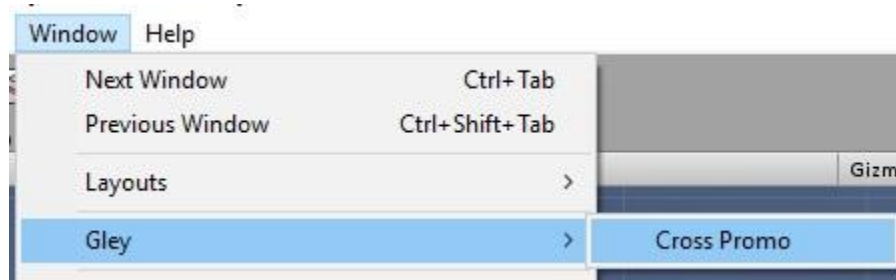 Window Help
Next Window Ctrl+Tab
Previous Window Ctrl+Shift+Tab
Layouts
Gizm
Gley
Cross Promo